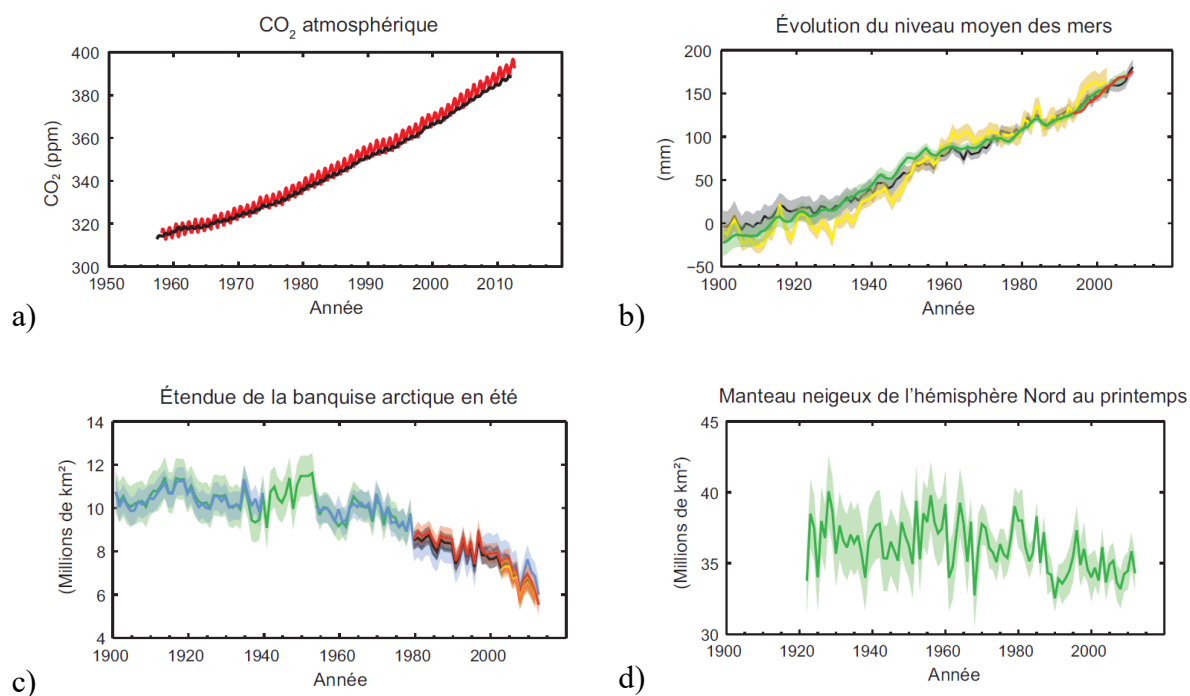 CO₂ atmosphérique
CO₂ (ppm)
400
380
360
340
320
300
1950 1960 1970 1980 1990 2000 2010
Année
a)
Évolution du niveau moyen des mers
(mm)
200
150
100
50
0
−50
1900 1920 1940 1960 1980 2000
Année
b)
Étendue de la banquise arctique en été
(Millions de km²)
14
12
10
8
6
4
1900 1920 1940 1960 1980 2000
Année
c)
Manteau neigeux de l'hémisphère Nord au printemps
(Millions de km²)
45
40
35
30
1900 1920 1940 1960 1980 2000
Année
d)